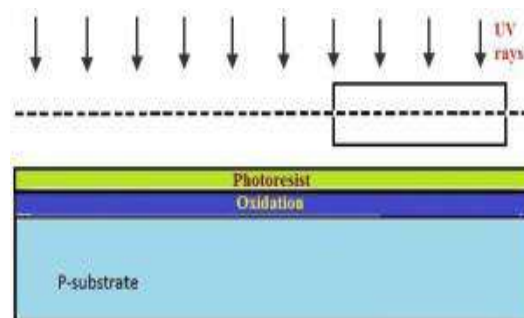 UV
rays
Photoresist
Oxidation
P-substrate